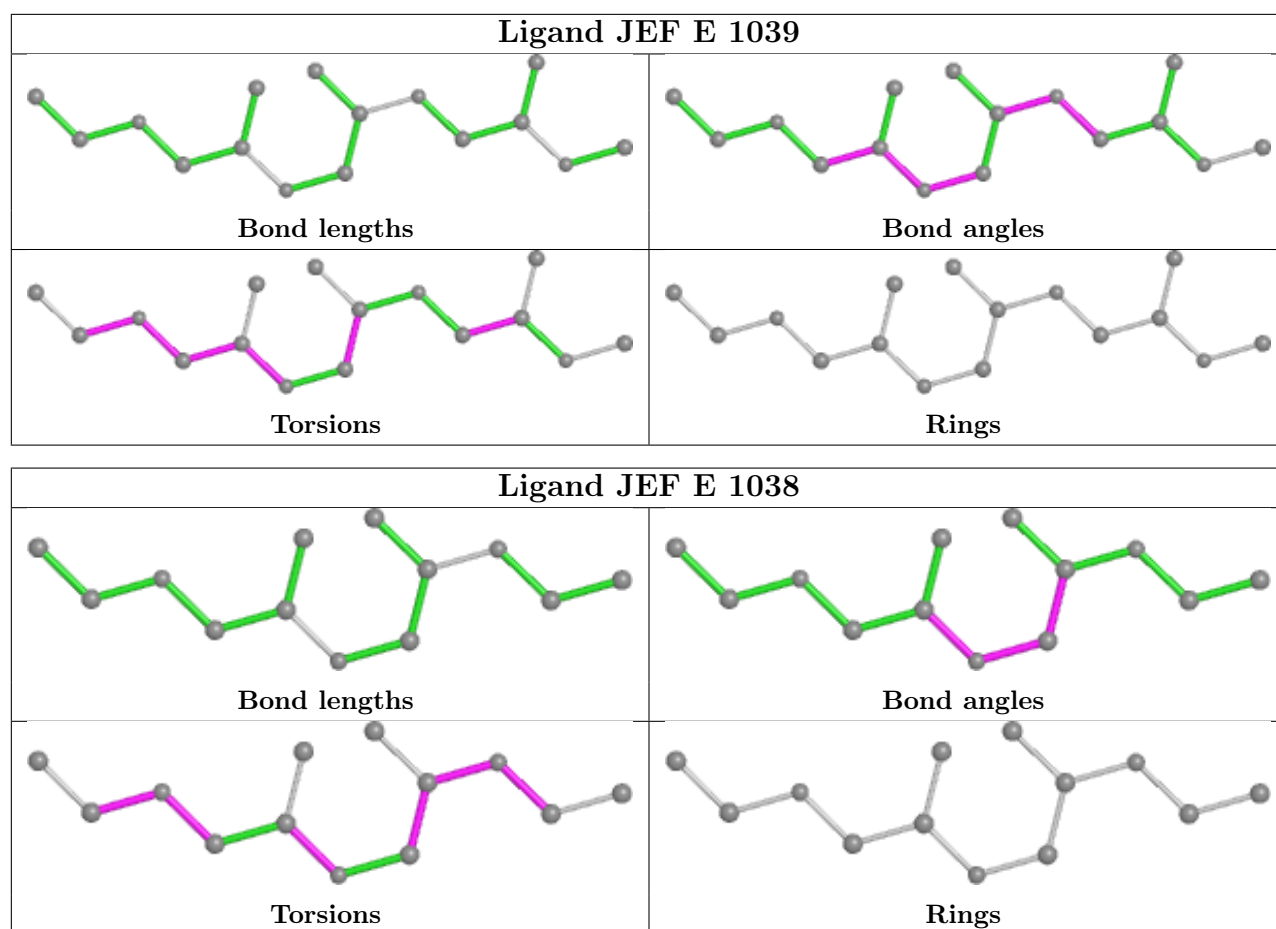 Ligand JEF E 1039
Bond lengths
Bond angles
Torsions
Rings
Ligand JEF E 1038
Bond lengths
Bond angles
Torsions
Rings